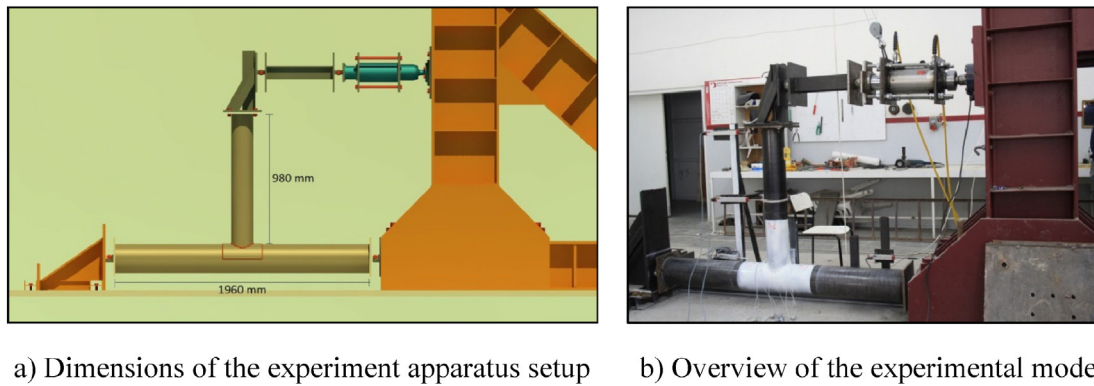 980 mm
1960 mm
a) Dimensions of the experiment apparatus setup
b) Overview of the experimental mode